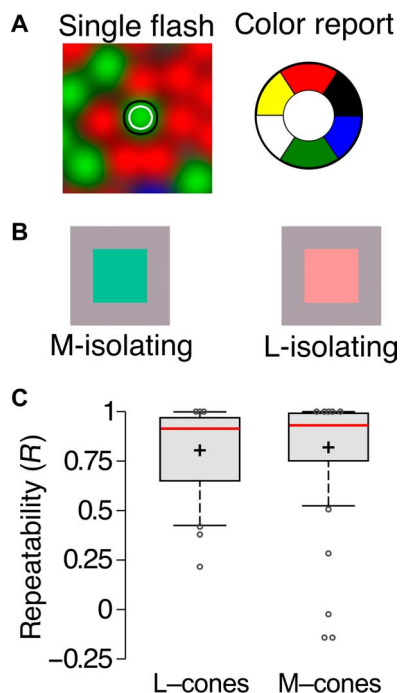 A Single flash Color report
B
M-isolating L-isolating
C
Repeatability (R)
1
0.75
0.5
0.25
0
−0.25
L–cones M–cones